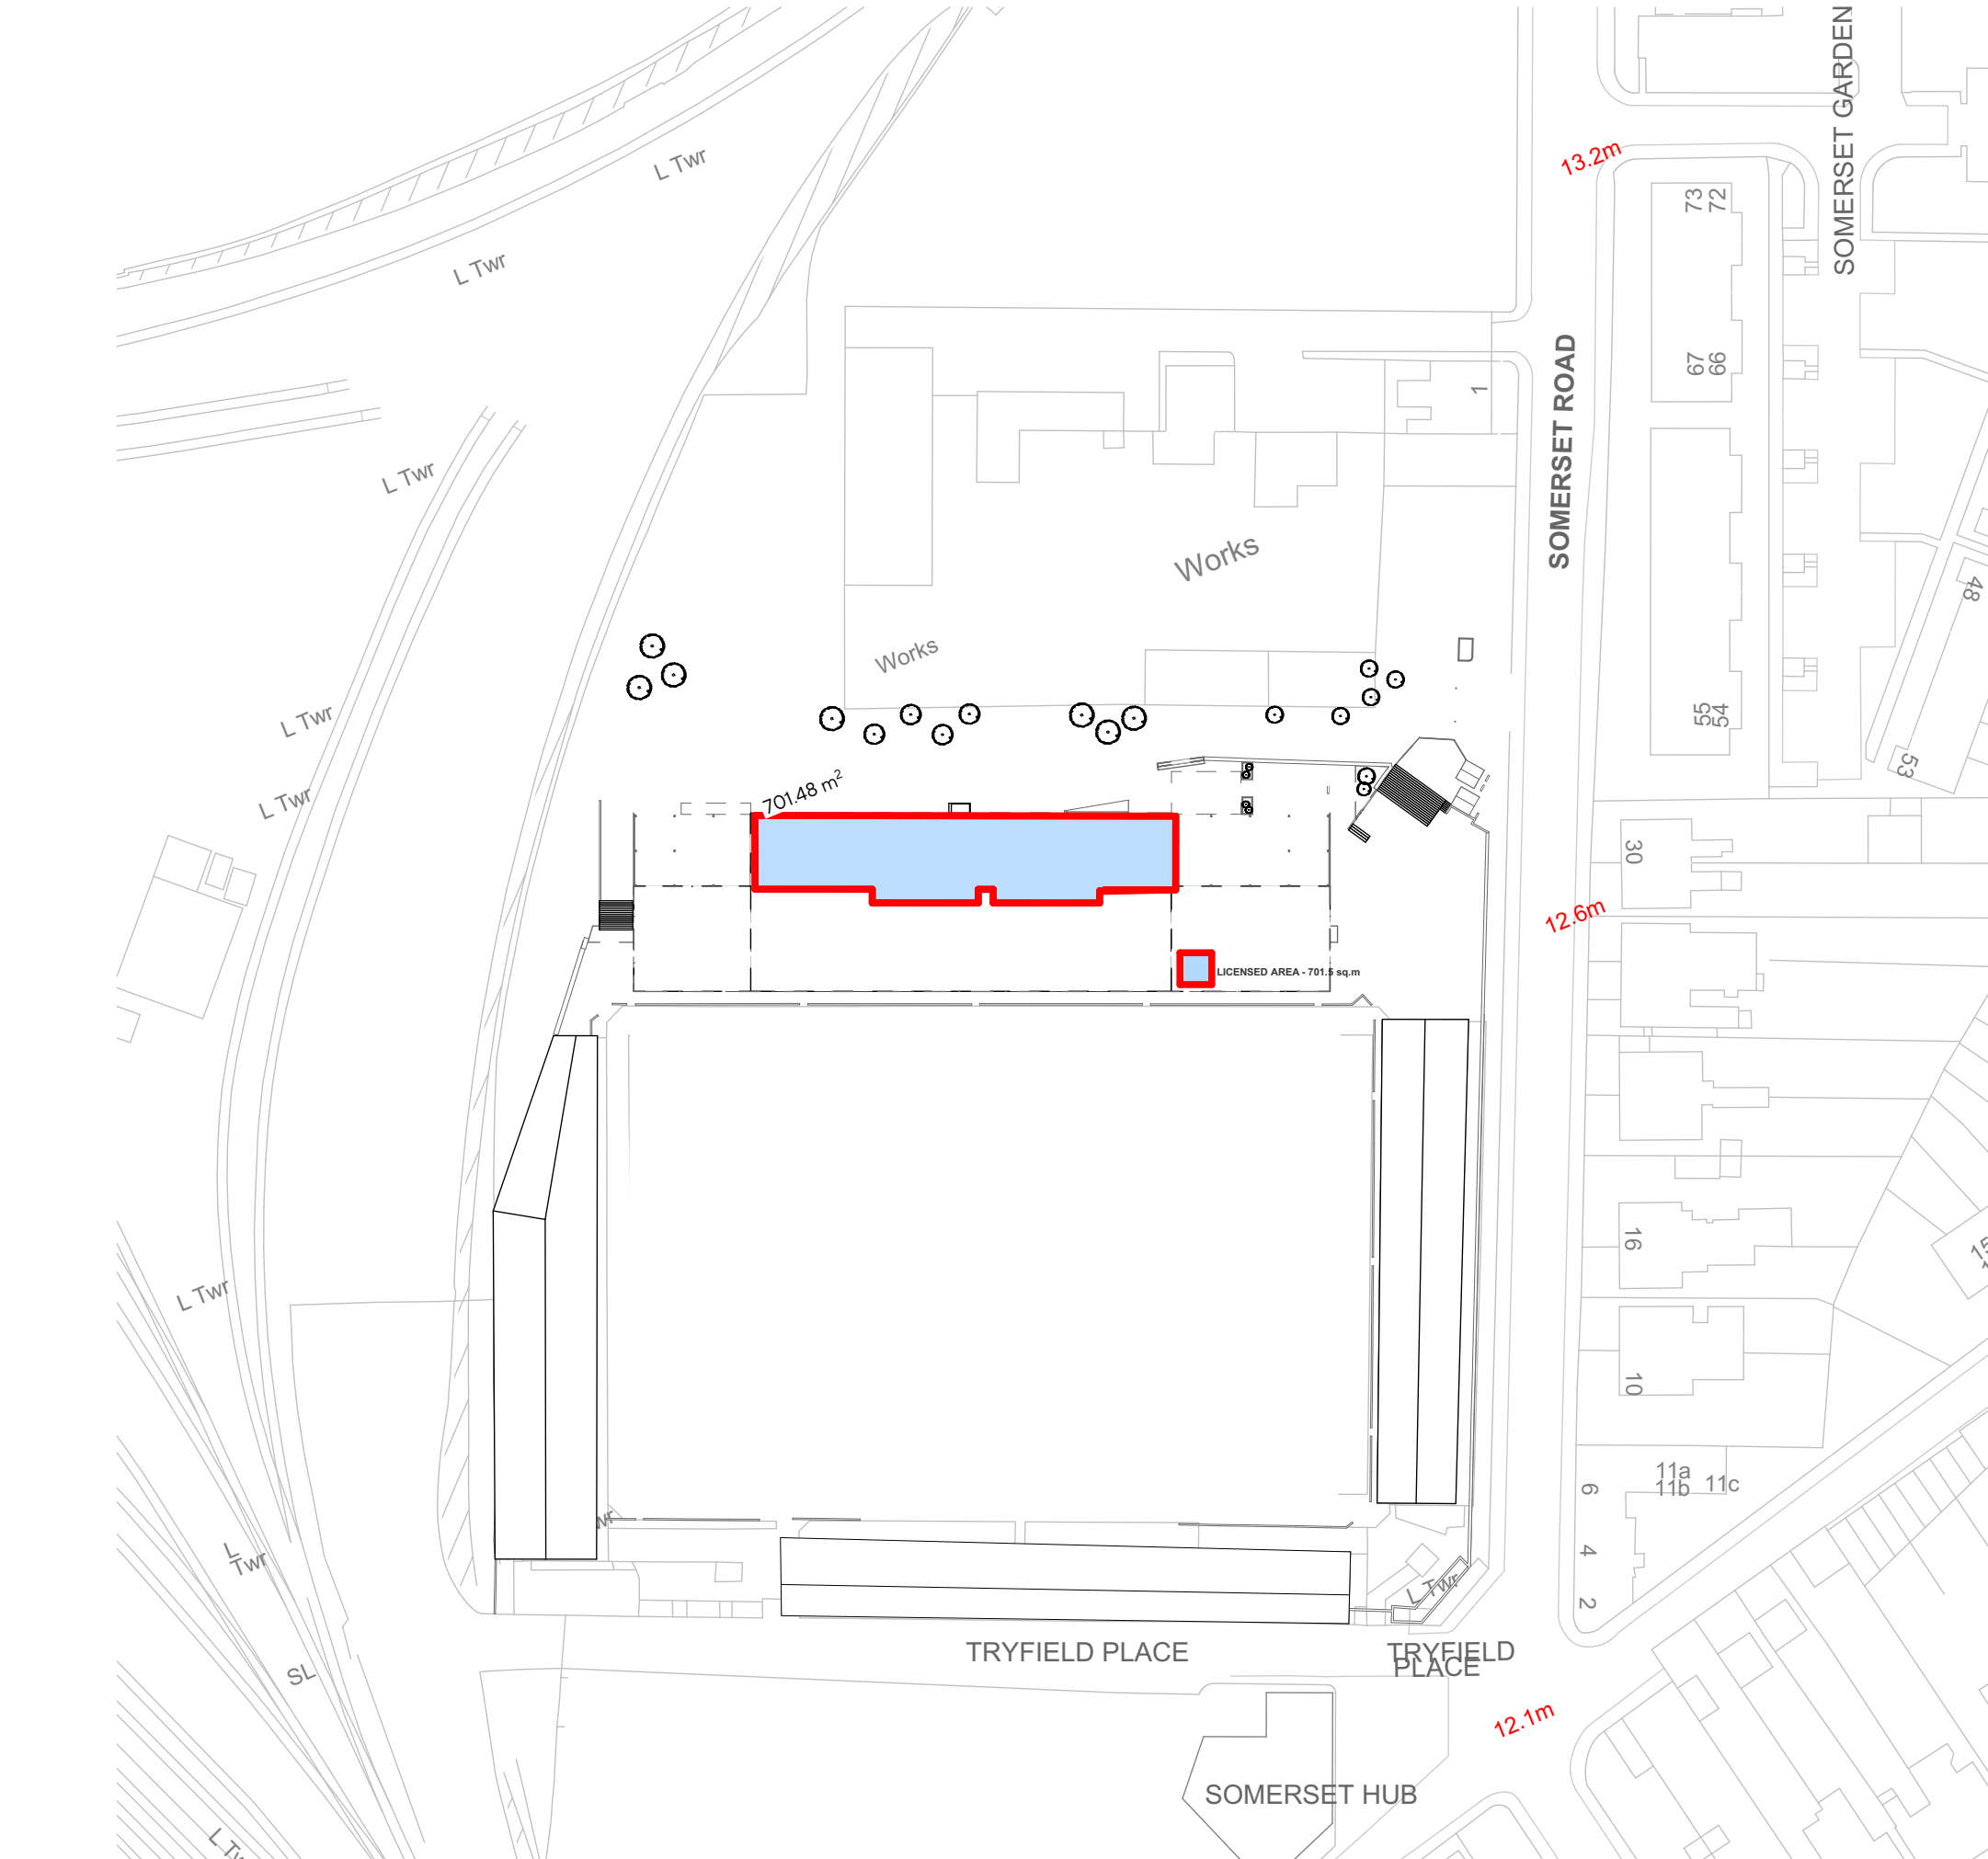 SOMERSET GARDEN
13.2m
L Twr
73
72
L Twr
SOMERSET ROAD
67
66
1
L Twr
Works
48
Works
55
54
L Twr
53
701.48 m²
L Twr
30
12.6m
LICENSED AREA - 701.5 sq.m
16
15
L Twr
10
11a
11b
11c
6
4
L
Twr
L Twr
2
TRYFIELD PLACE
TRYFIELD
PLACE
SL
12.1m
SOMERSET HUB